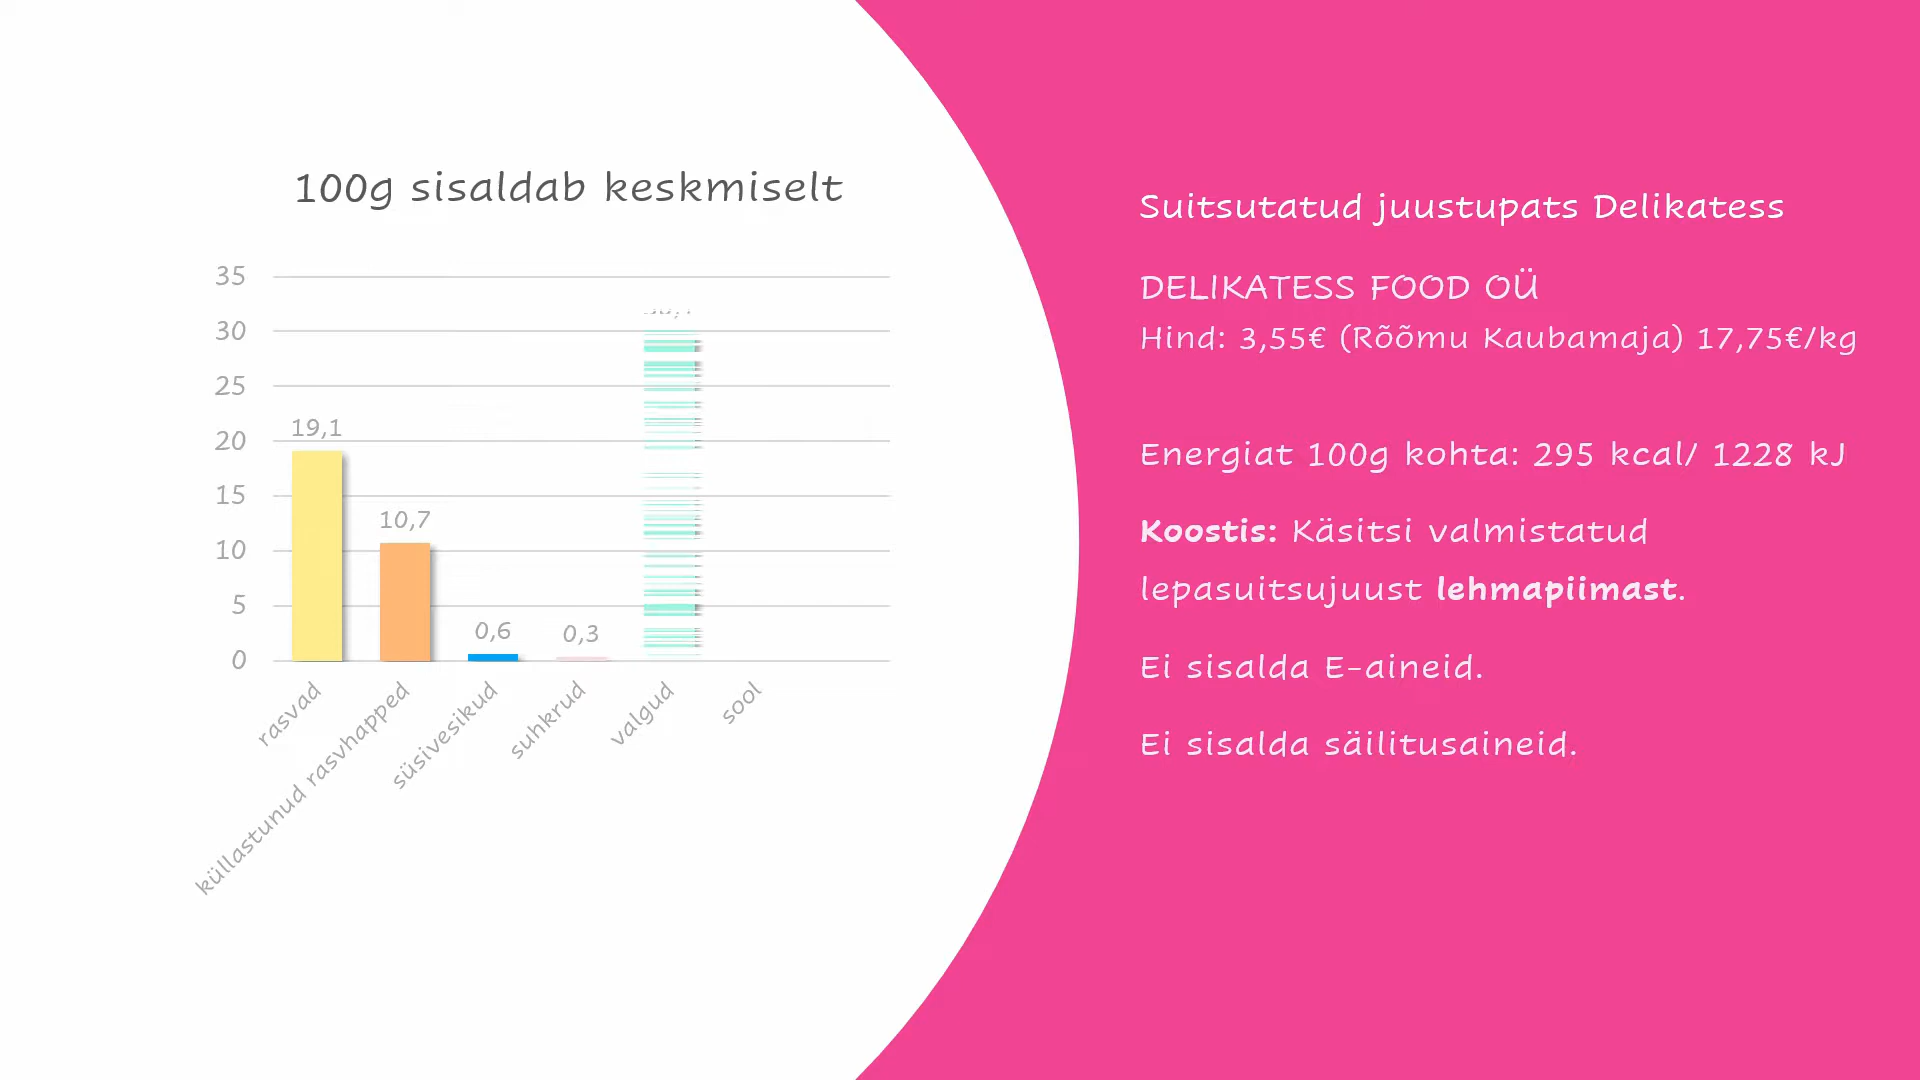 100g sisaldab keskmiselt
35
30
25
20
15
10
5
0
19,1
10,7
0,6
0,3
rasvad
küllastunud rasvhapped
süsivesikud
suhkrud
valgud
sool
Suitsutatud juustupats Delikatess
DELIKATESS FOOD OÜ
Hind: 3,55€ (Rõõmu Kaubamaja) 17,75€/kg
Energiat 100g kohta: 295 kcal/ 1228 kJ
Koostis: Käsitsi valmistatud
lepasuitsujuust lehmapiimast.
Ei sisalda E-aineid.
Ei sisalda säilitusaineid.